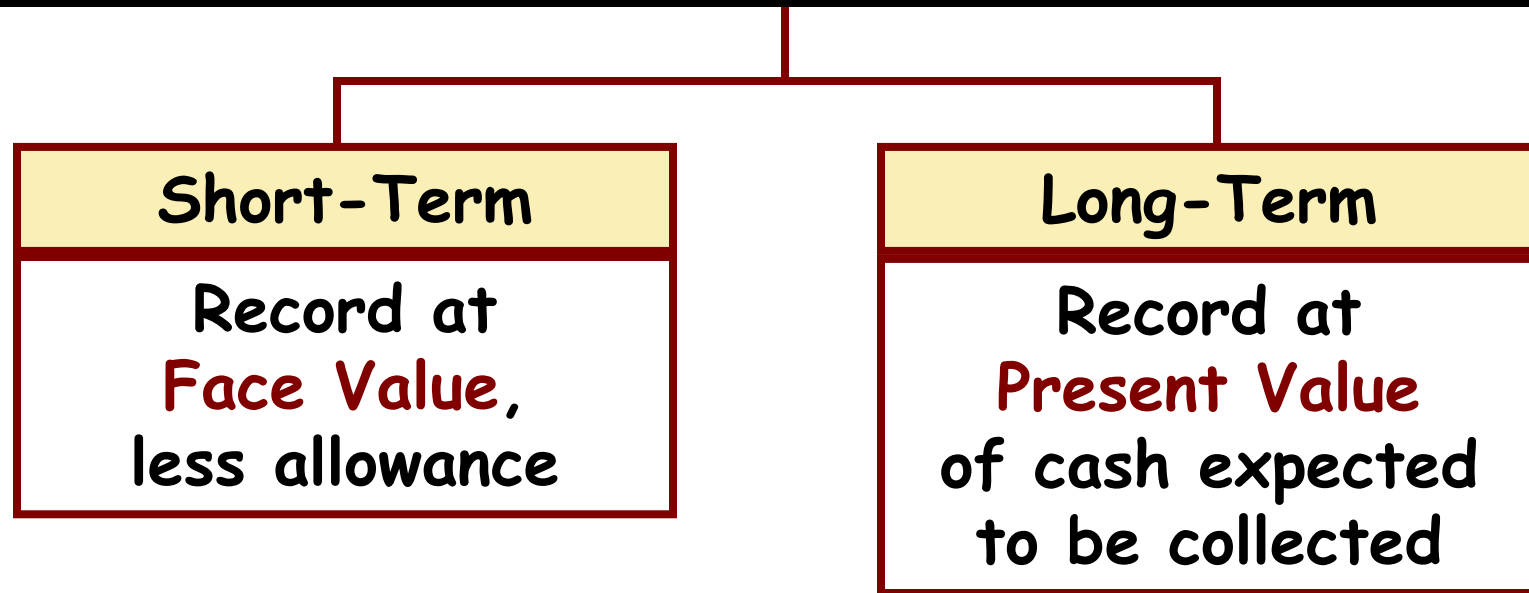 Short-Term
Record at
Face Value,
less allowance
Long-Term
Record at
Present Value
of cash expected
to be collected